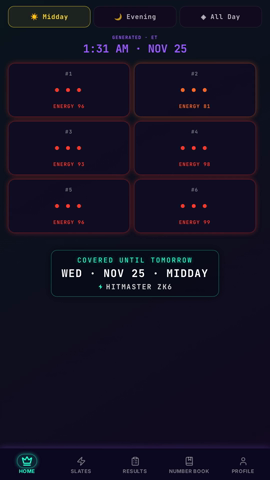 Midday
Evening
All Day
GENERATED · ET
1:31 AM · NOV 25
#1
#2
ENERGY 96
ENERGY 81
#3
#4
ENERGY 93
ENERGY 98
#5
#6
ENERGY 96
ENERGY 99
COVERED UNTIL TOMORROW
WED · NOV 25 · MIDDAY
HITMASTER ZK6
HOME
SLATES
RESULTS
NUMBER BOOK
PROFILE